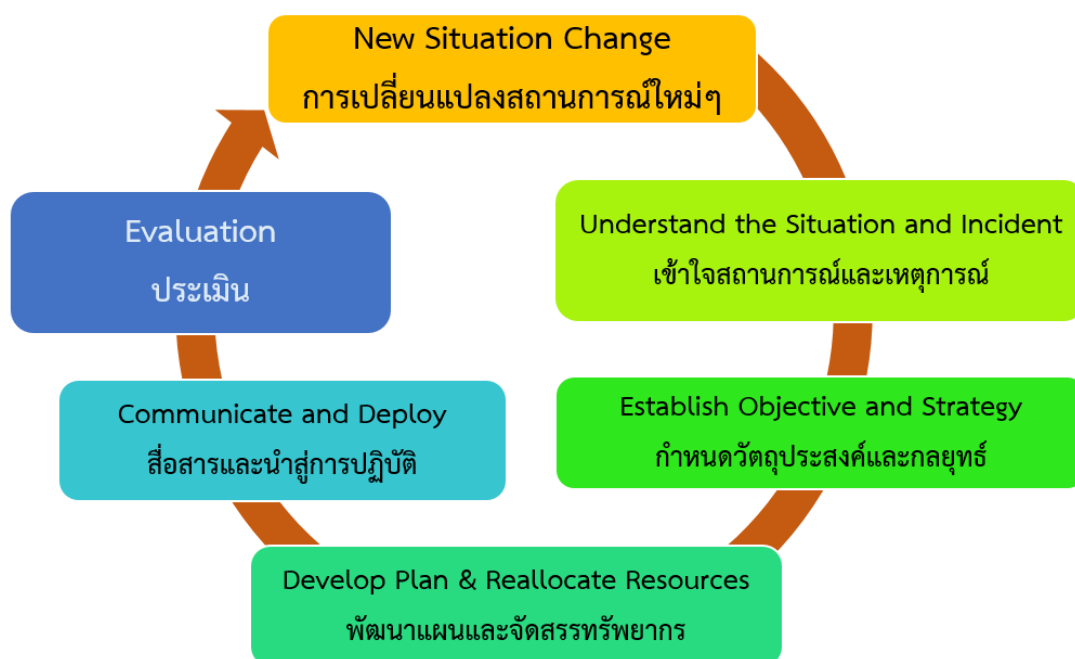 New Situation Change
การเปลี่ยนแปลงสถานการณ์ใหม่ๆ
Understand the Situation and Incident
เข้าใจสถานการณ์และเหตุการณ์
Establish Objective and Strategy
กำหนดวัตถุประสงค์และกลยุทธ์
Develop Plan & Reallocate Resources
พัฒนาแผนและจัดสรรทรัพยากร
Communicate and Deploy
สื่อสารและนำสู่การปฏิบัติ
Evaluation
ประเมิน